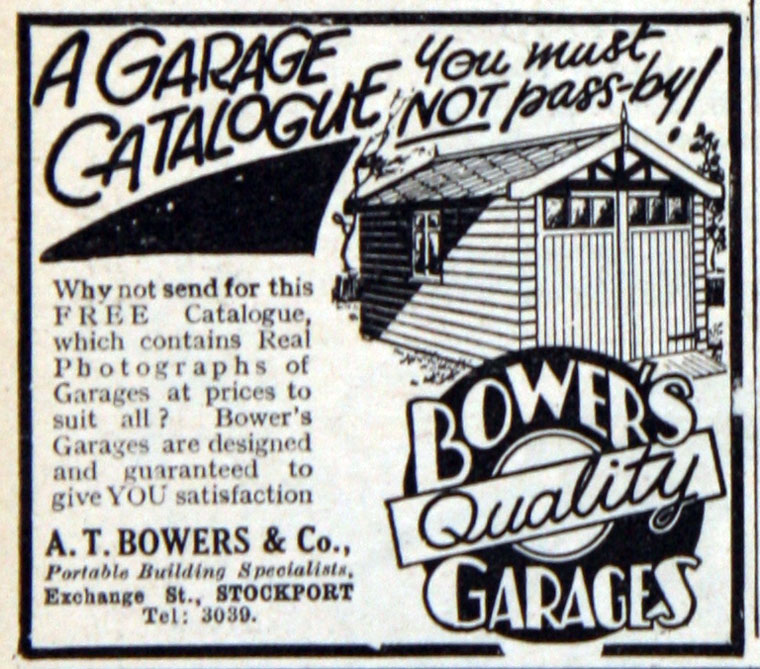 A GARAGE
CATALOGUE
You must
NOT pass-by!
Why not send for this
FREE Catalogue,
which contains Real
Photographs of
Garages at prices to
suit all? Bower's
Garages are designed
and guaranteed to
give YOU satisfaction
A. T. BOWERS & Co.,
Portable Building Specialists,
Exchange St., STOCKPORT
Tel: 3039.
BOWER'S
Quality
GARAGES